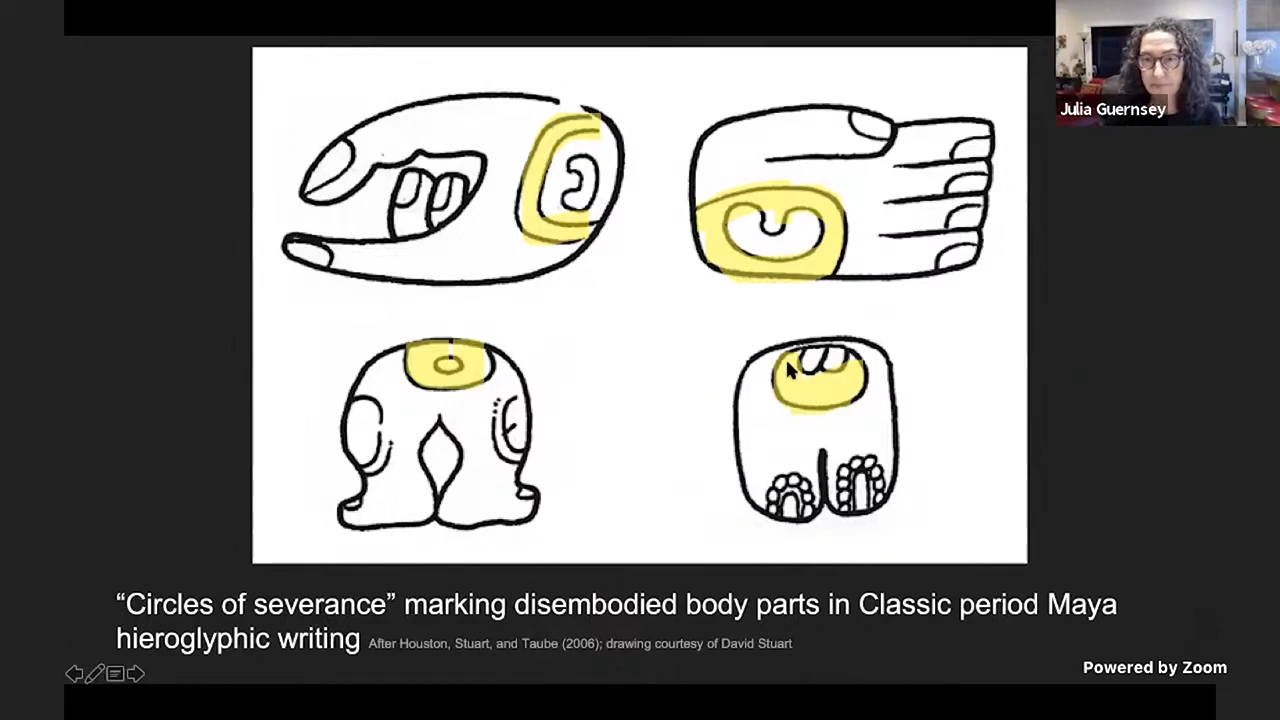 Julia Guernsey
“Circles of severance” marking disembodied body parts in Classic period Maya
hieroglyphic writing After Houston, Stuart, and Taube (2006); drawing courtesy of David Stuart
Powered by Zoom